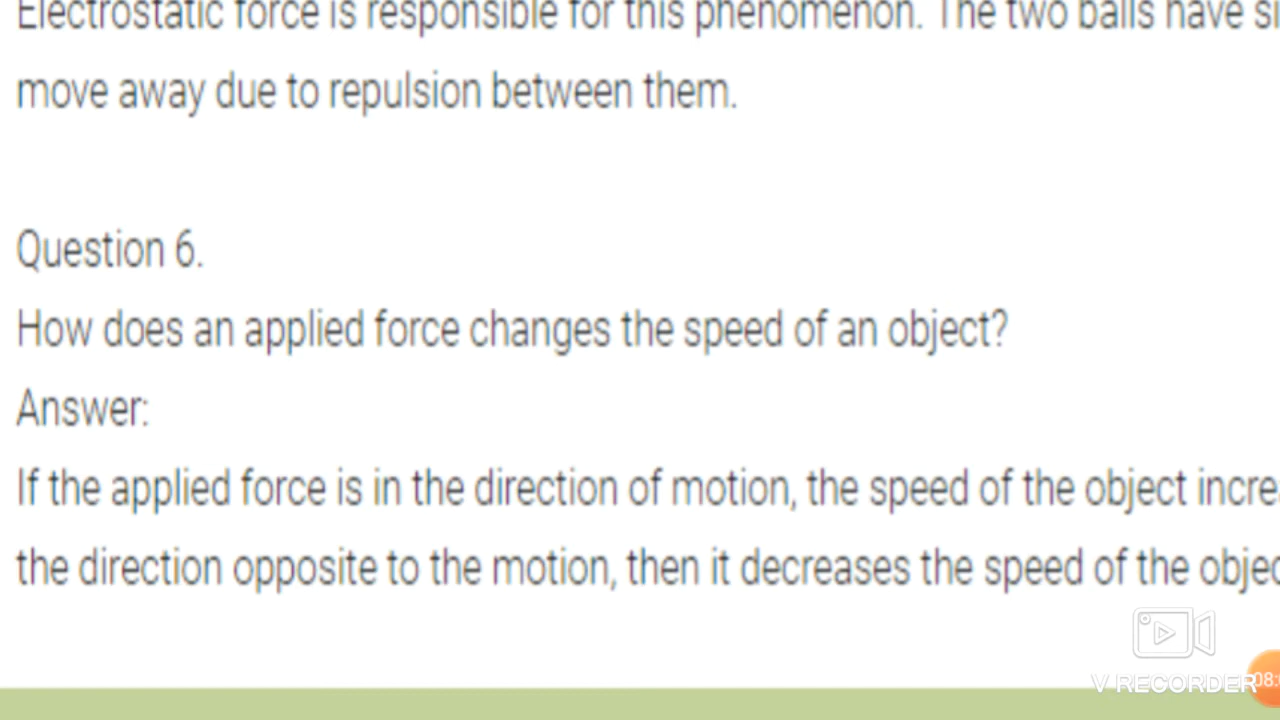 Electrostatic force is responsible for this phenomenon. The two balls have
move away due to repulsion between them.
Question 6.
How does an applied force changes the speed of an object?
Answer:
If the applied force is in the direction of motion, the speed of the object
the direction opposite to the motion, then it decreases the speed of the
V RECORDER